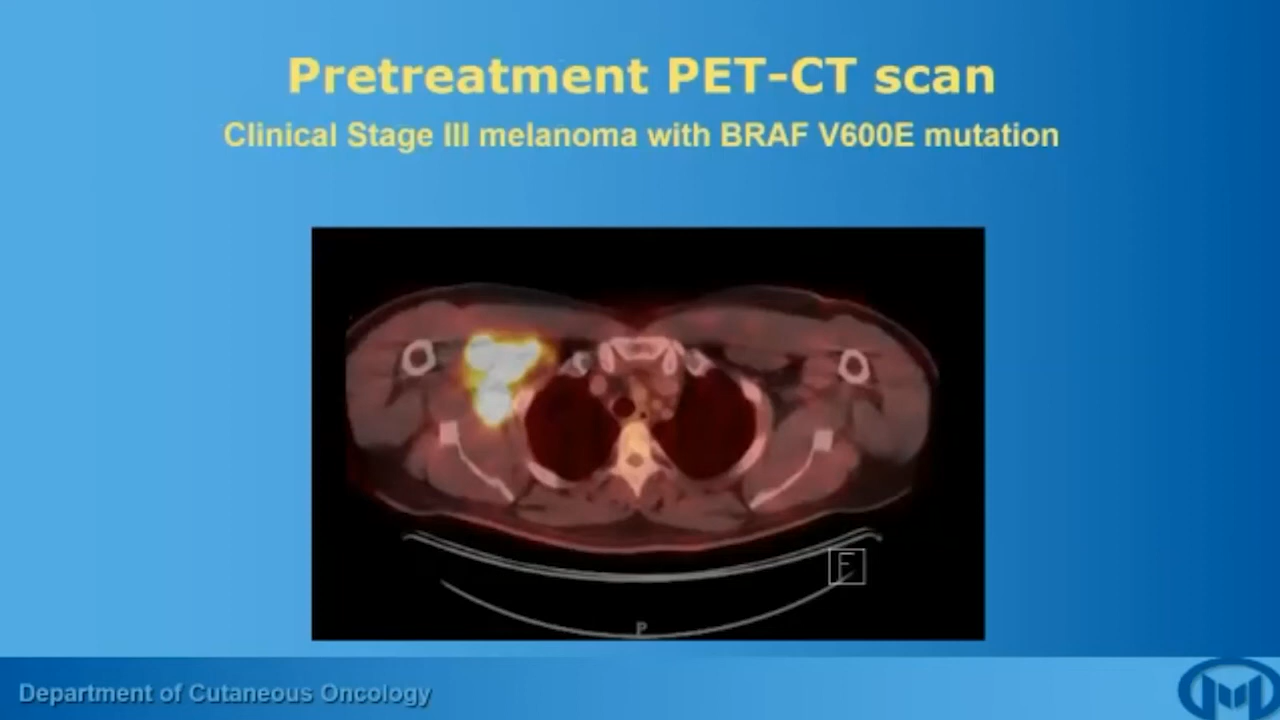 Pretreatment PET-CT scan
Clinical Stage III melanoma with BRAF V600E mutation
F
P
Department of Cutaneous Oncology